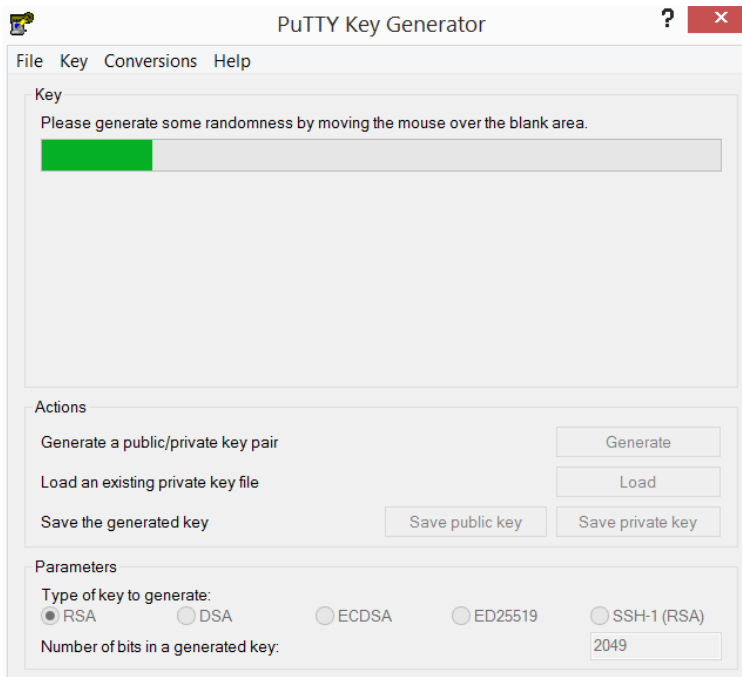 PuTTY Key Generator ? ×
File Key Conversions Help
Key
Please generate some randomness by moving the mouse over the blank area.
Actions
Generate a public/private key pair Generate
Load an existing private key file Load
Save the generated key Save public key Save private key
Parameters
Type of key to generate:
RSA DSA ECDSA ED25519 SSH-1 (RSA)
Number of bits in a generated key: 2049